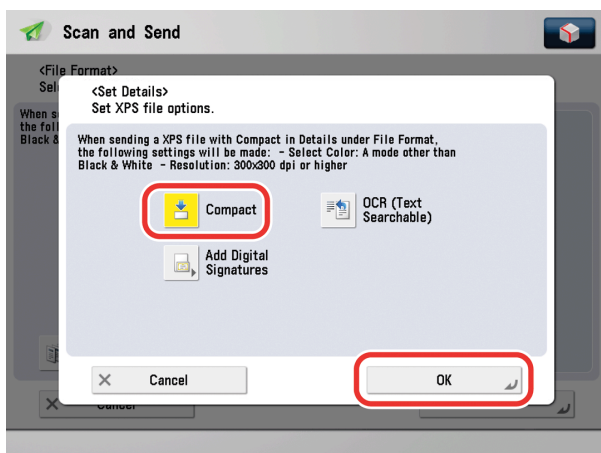 Scan and Send
<File Format>
Sel
<Set Details>
Set XPS file options.
When s
the foll
Black &
When sending a XPS file with Compact in Details under File Format,
the following settings will be made: - Select Color: A mode other than
Black & White - Resolution: 300x300 dpi or higher
Compact
OCR (Text
Searchable)
Add Digital
Signatures
Cancel
OK
Cancel